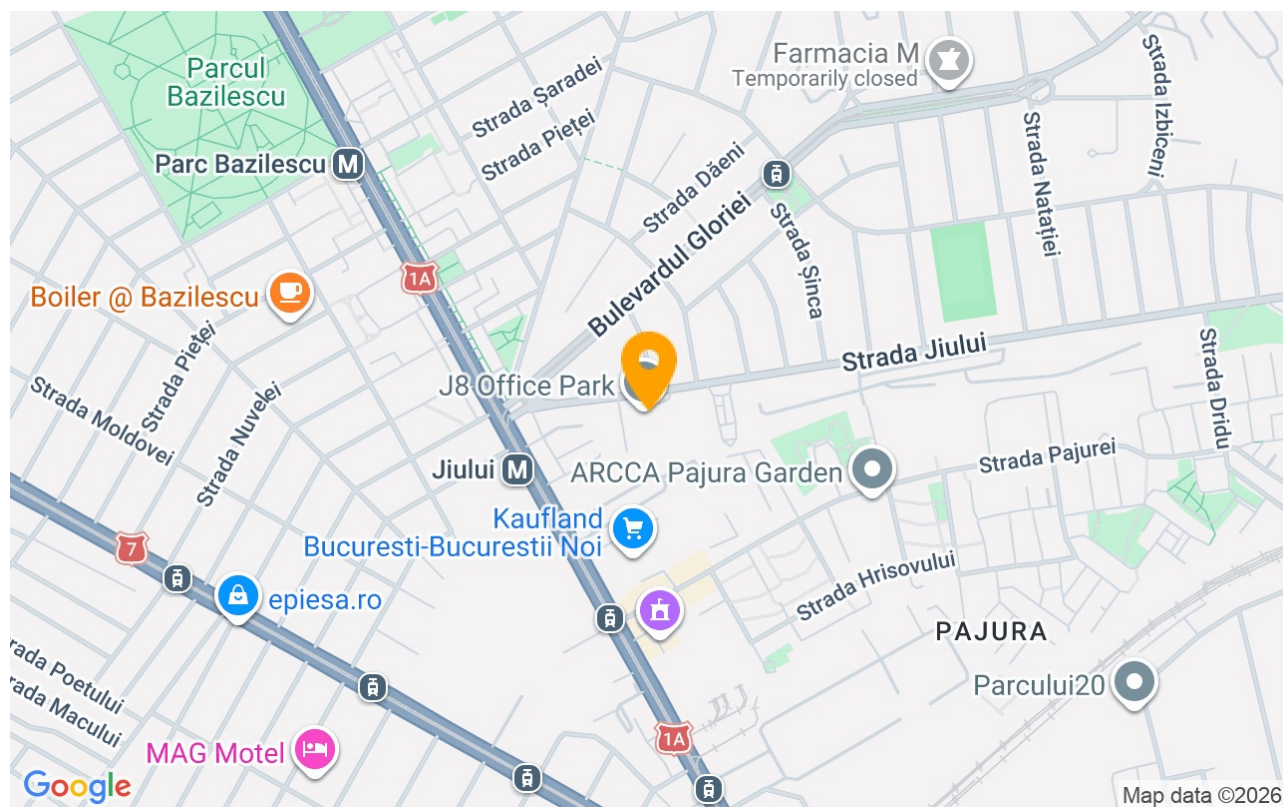 Parcul
Bazilescu
Strada Șaradei
Strada Pieței
Farmacia M
Temporarily closed
Strada Izbiceni
Strada Natației
Parc Bazilescu
M
Strada Dăeni
Bulevardul Gloriei
Strada Șinca
1A
Boiler @ Bazilescu
Strada Pieței
Strada Moldovei
Strada Nuvelei
J8 Office Park
Strada Jiului
Strada Dridu
Jiului
M
ARCCA Pajura Garden
Strada Pajurei
Kaufland
Bucuresti-Bucurestii Noi
7
epiesa.ro
Strada Hrisovului
PAJURA
Parcului20
rada Poetului
rada Macului
MAG Motel
1A
Google
Map data ©2026